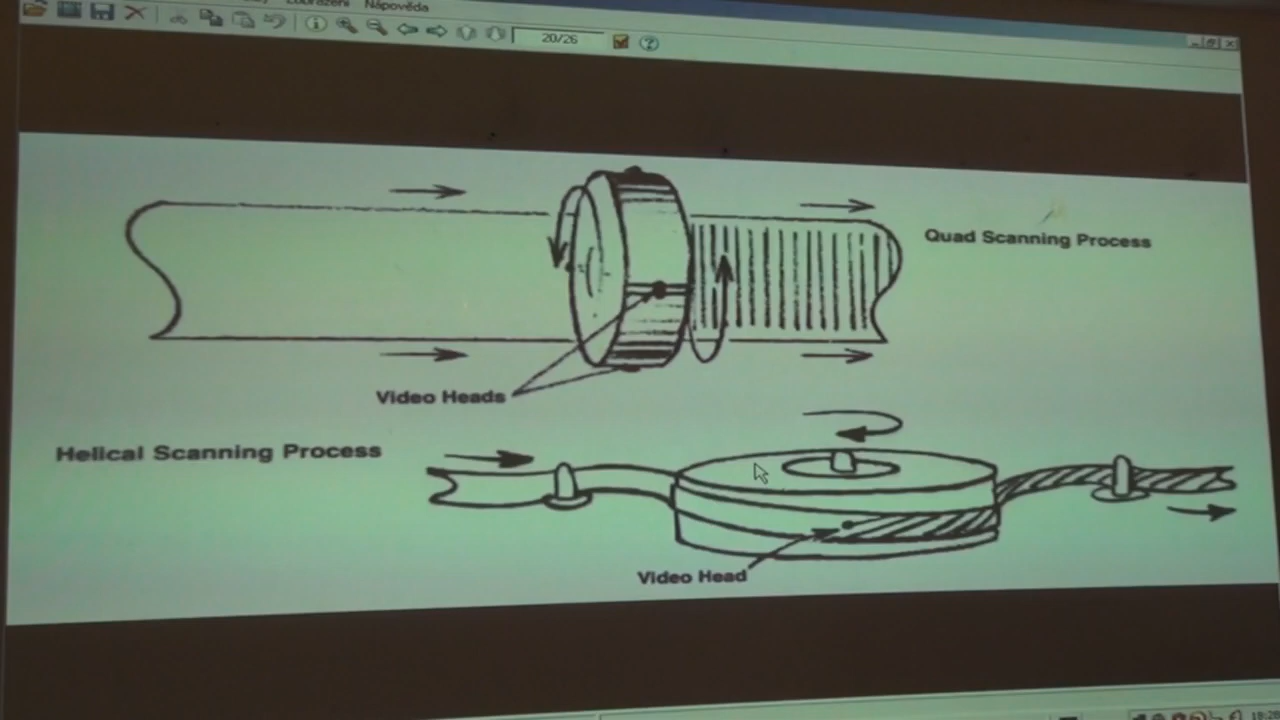 Zobrazení Nápověda
20/26
Quad Scanning Process
Video Heads
Helical Scanning Process
Video Head